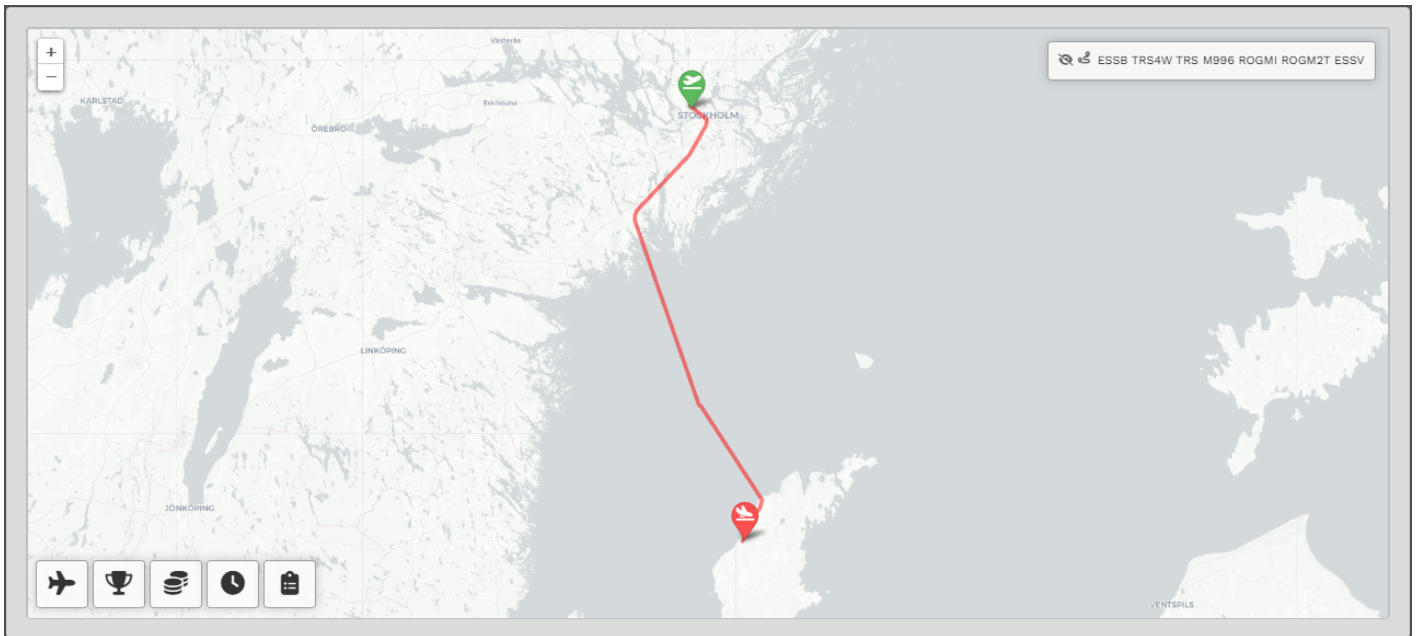 +
−
ESSB TRS4W TRS M996 ROGMI ROGM2T ESSV
Västerås
KARLSTAD
Eskilstuna
ÖREBRO
STOCKHOLM
LINKÖPING
JÖNKÖPING
VENTSPILS